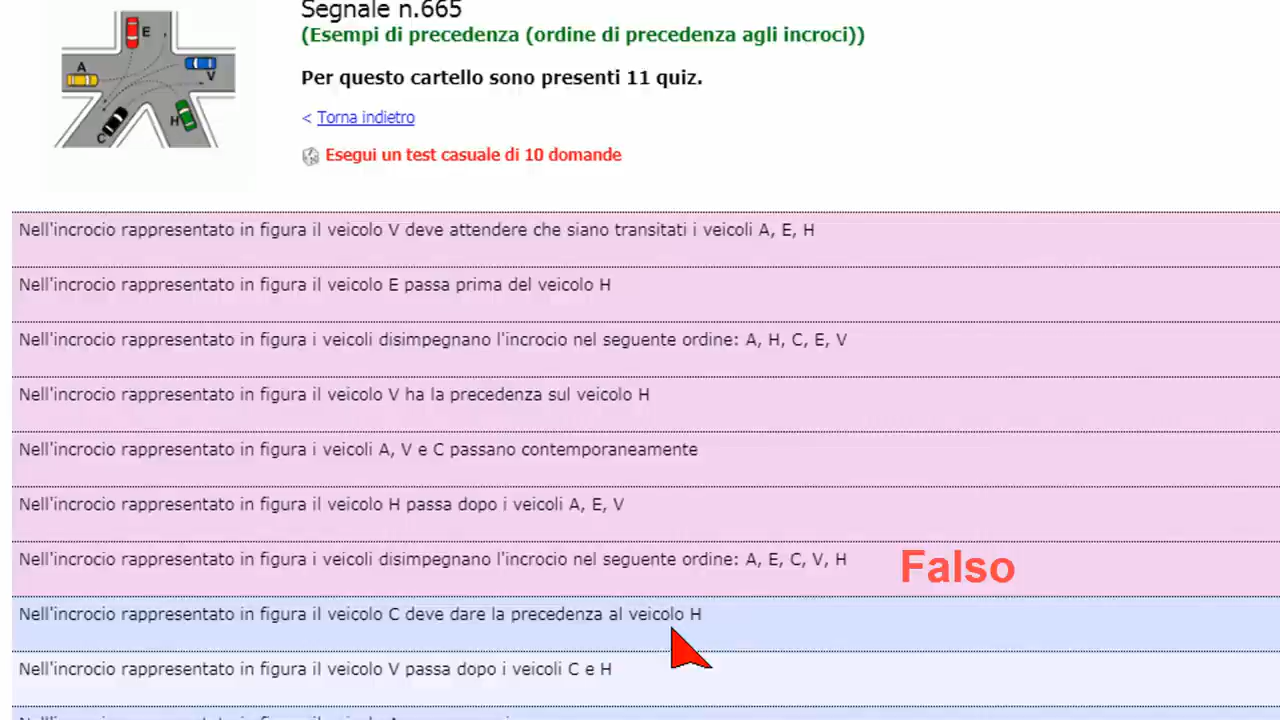 Segnale n.665
(Esempi di precedenza (ordine di precedenza agli incroci))
Per questo cartello sono presenti 11 quiz.
< Torna indietro
Esegui un test casuale di 10 domande
E
A
V
H
C
Nell'incrocio rappresentato in figura il veicolo V deve attendere che siano transitati i veicoli A, E, H
Nell'incrocio rappresentato in figura il veicolo E passa prima del veicolo H
Nell'incrocio rappresentato in figura i veicoli disimpegnano l'incrocio nel seguente ordine: A, H, C, E, V
Nell'incrocio rappresentato in figura il veicolo V ha la precedenza sul veicolo H
Nell'incrocio rappresentato in figura i veicoli A, V e C passano contemporaneamente
Nell'incrocio rappresentato in figura il veicolo H passa dopo i veicoli A, E, V
Nell'incrocio rappresentato in figura i veicoli disimpegnano l'incrocio nel seguente ordine: A, E, C, V, H
Falso
Nell'incrocio rappresentato in figura il veicolo C deve dare la precedenza al veicolo H
Nell'incrocio rappresentato in figura il veicolo V passa dopo i veicoli C e H